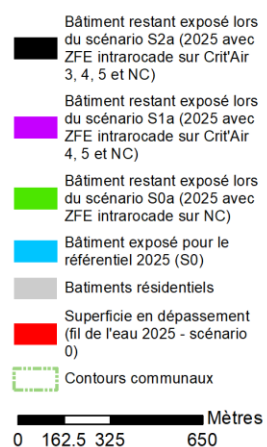 Bâtiment restant exposé lors
du scénario S2a (2025 avec
ZFE intrarocade sur Crit'Air
3, 4, 5 et NC)
Bâtiment restant exposé lors
du scénario S1a (2025 avec
ZFE intrarocade sur Crit'Air
4, 5 et NC)
Bâtiment restant exposé lors
du scénario S0a (2025 avec
ZFE intrarocade sur NC)
Bâtiment exposé pour le
référentiel 2025 (S0)
Batiments résidentiels
Superficie en dépassement
(fil de l'eau 2025 - scénario
0)
Contours communaux
Mètres
0 162.5 325 650